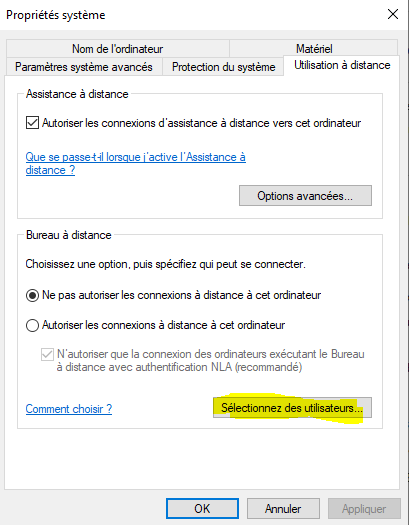 Propriétés système
Nom de l'ordinateur
Matériel
Paramètres système avancés
Protection du système
Utilisation à distance
Assistance à distance
Autoriser les connexions d'assistance à distance vers cet ordinateur
Que se passe-t-il lorsque j'active l'Assistance à
distance ?
Options avancées...
Bureau à distance
Choisissez une option, puis spécifiez qui peut se connecter.
Ne pas autoriser les connexions à distance à cet ordinateur
Autoriser les connexions à distance à cet ordinateur
N'autoriser que la connexion des ordinateurs exécutant le Bureau
à distance avec authentification NLA (recommandé)
Comment choisir ?
Sélectionnez des utilisateurs...
OK
Annuler
Appliquer